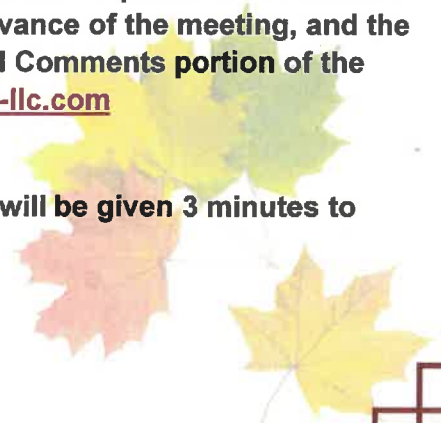 vance of the meeting, and the
Comments portion of the
-llc.com
will be given 3 minutes to